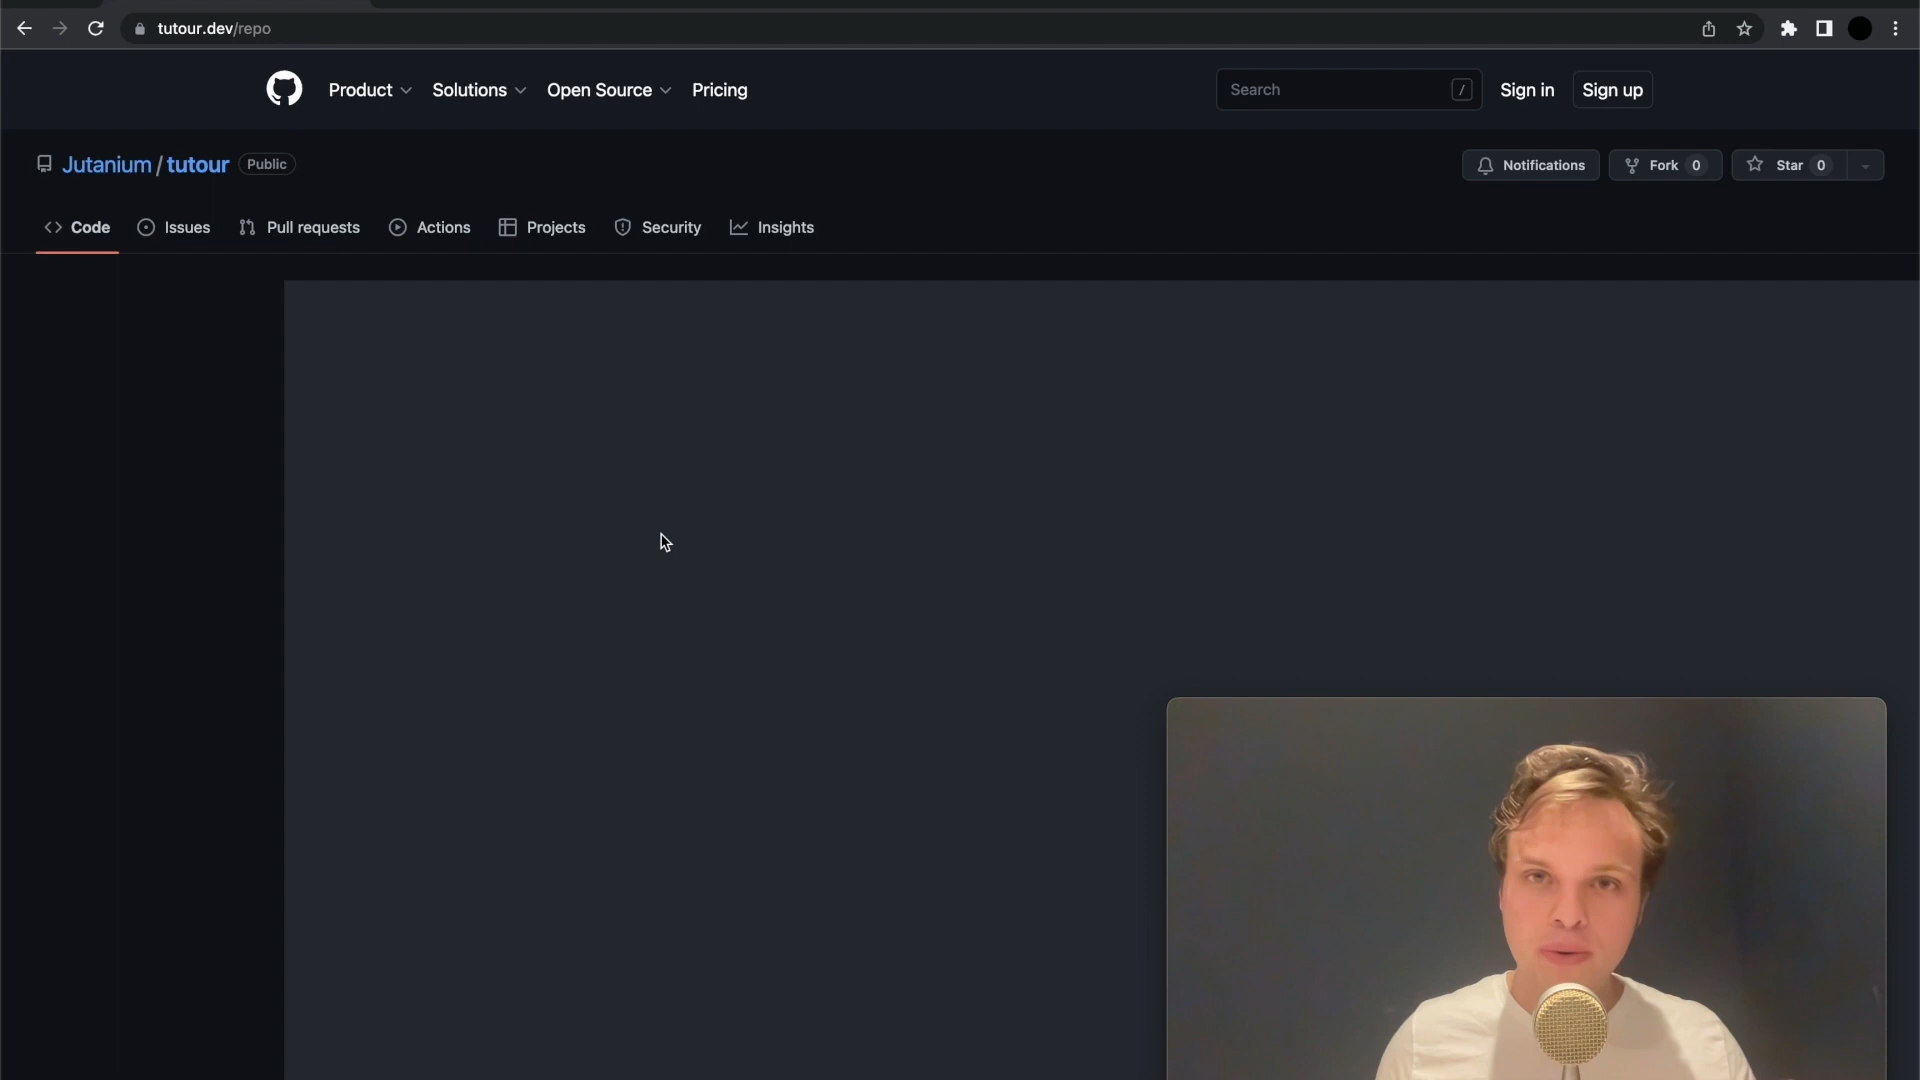 tutour.dev/repo
Product Solutions Open Source Pricing Search / Sign in Sign up
Jutanium / tutour Public Notifications Fork 0 Star 0
Code Issues Pull requests Actions Projects Security Insights